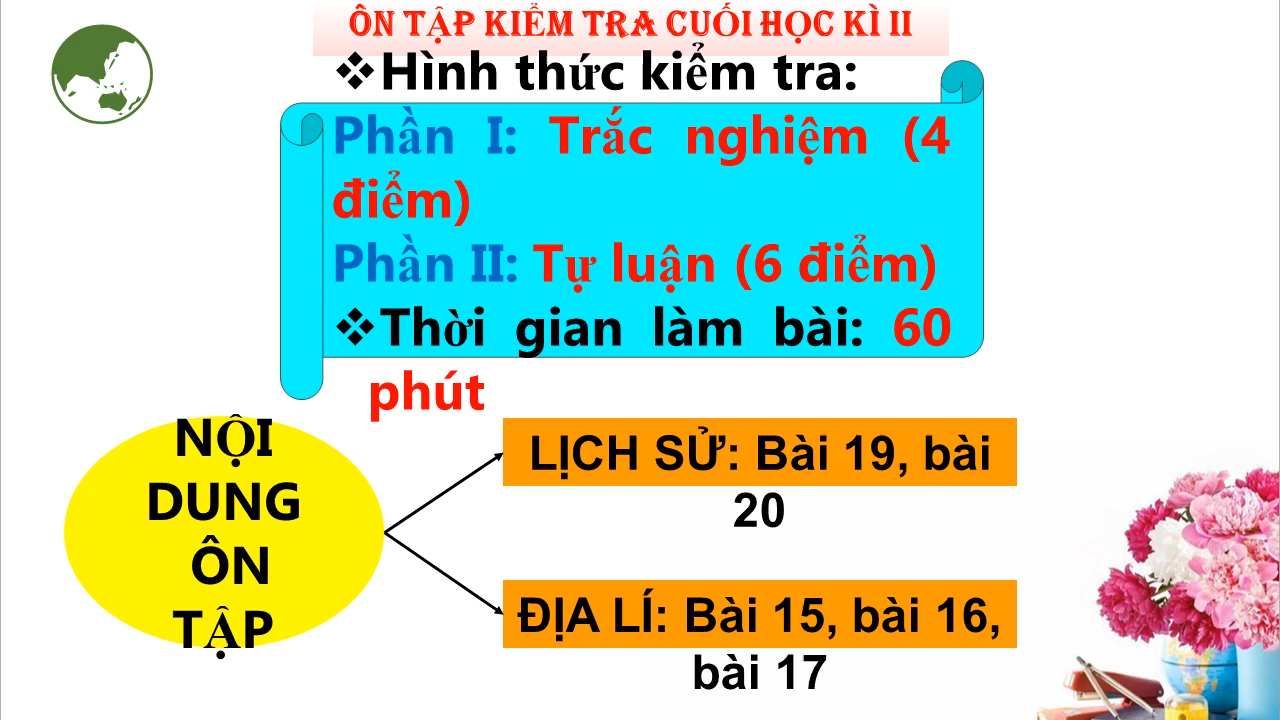 ÔN TẬP KIỂM TRA CUỐI HỌC KÌ II
❖Hình thức kiểm tra:
Phần I: Trắc nghiệm (4
điểm)
Phần II: Tự luận (6 điểm)
❖Thời gian làm bài: 60
phút
NỘI
DUNG
ÔN
TẬP
LỊCH SỬ: Bài 19, bài
20
ĐỊA LÍ: Bài 15, bài 16,
bài 17